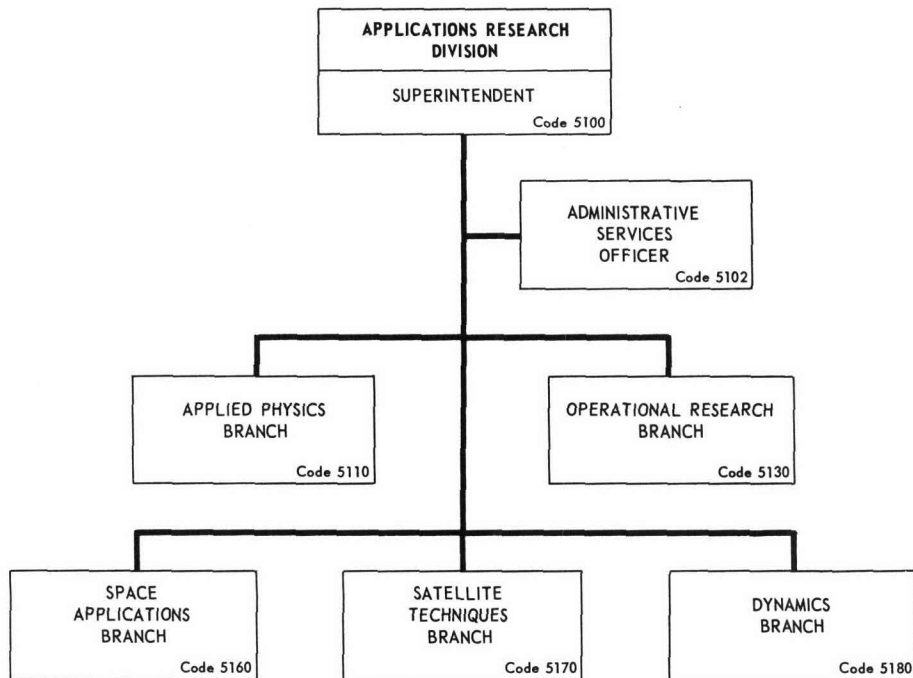 APPLICATIONS RESEARCH
DIVISION
SUPERINTENDENT
Code 5100
ADMINISTRATIVE
SERVICES
OFFICER
Code 5102
APPLIED PHYSICS
BRANCH
Code 5110
OPERATIONAL RESEARCH
BRANCH
Code 5130
SPACE
APPLICATIONS
BRANCH
Code 5160
SATELLITE
TECHNIQUES
BRANCH
Code 5170
DYNAMICS
BRANCH
Code 5180